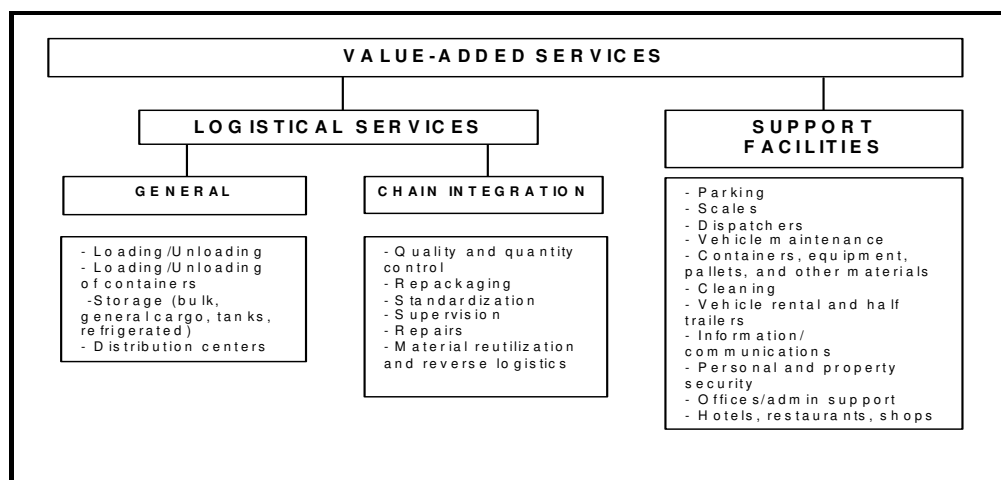 VALUE-ADDED SERVICES
LOGISTICAL SERVICES
SUPPORT
FACILITIES
GENERAL
CHAIN INTEGRATION
- Loading/Unloading
- Loading/Unloading
of containers
-Storage (bulk,
general cargo, tanks,
refrigerated)
- Distribution centers
- Quality and quantity
control
- Repackaging
- Standardization
- Supervision
- Repairs
- Material reutilization
and reverse logistics
- Parking
- Scales
- Dispatchers
- Vehicle maintenance
- Containers, equipment,
pallets, and other materials
- Cleaning
- Vehicle rental and half
trailers
- Information/
communications
- Personal and property
security
- Offices/admin support
- Hotels, restaurants, shops